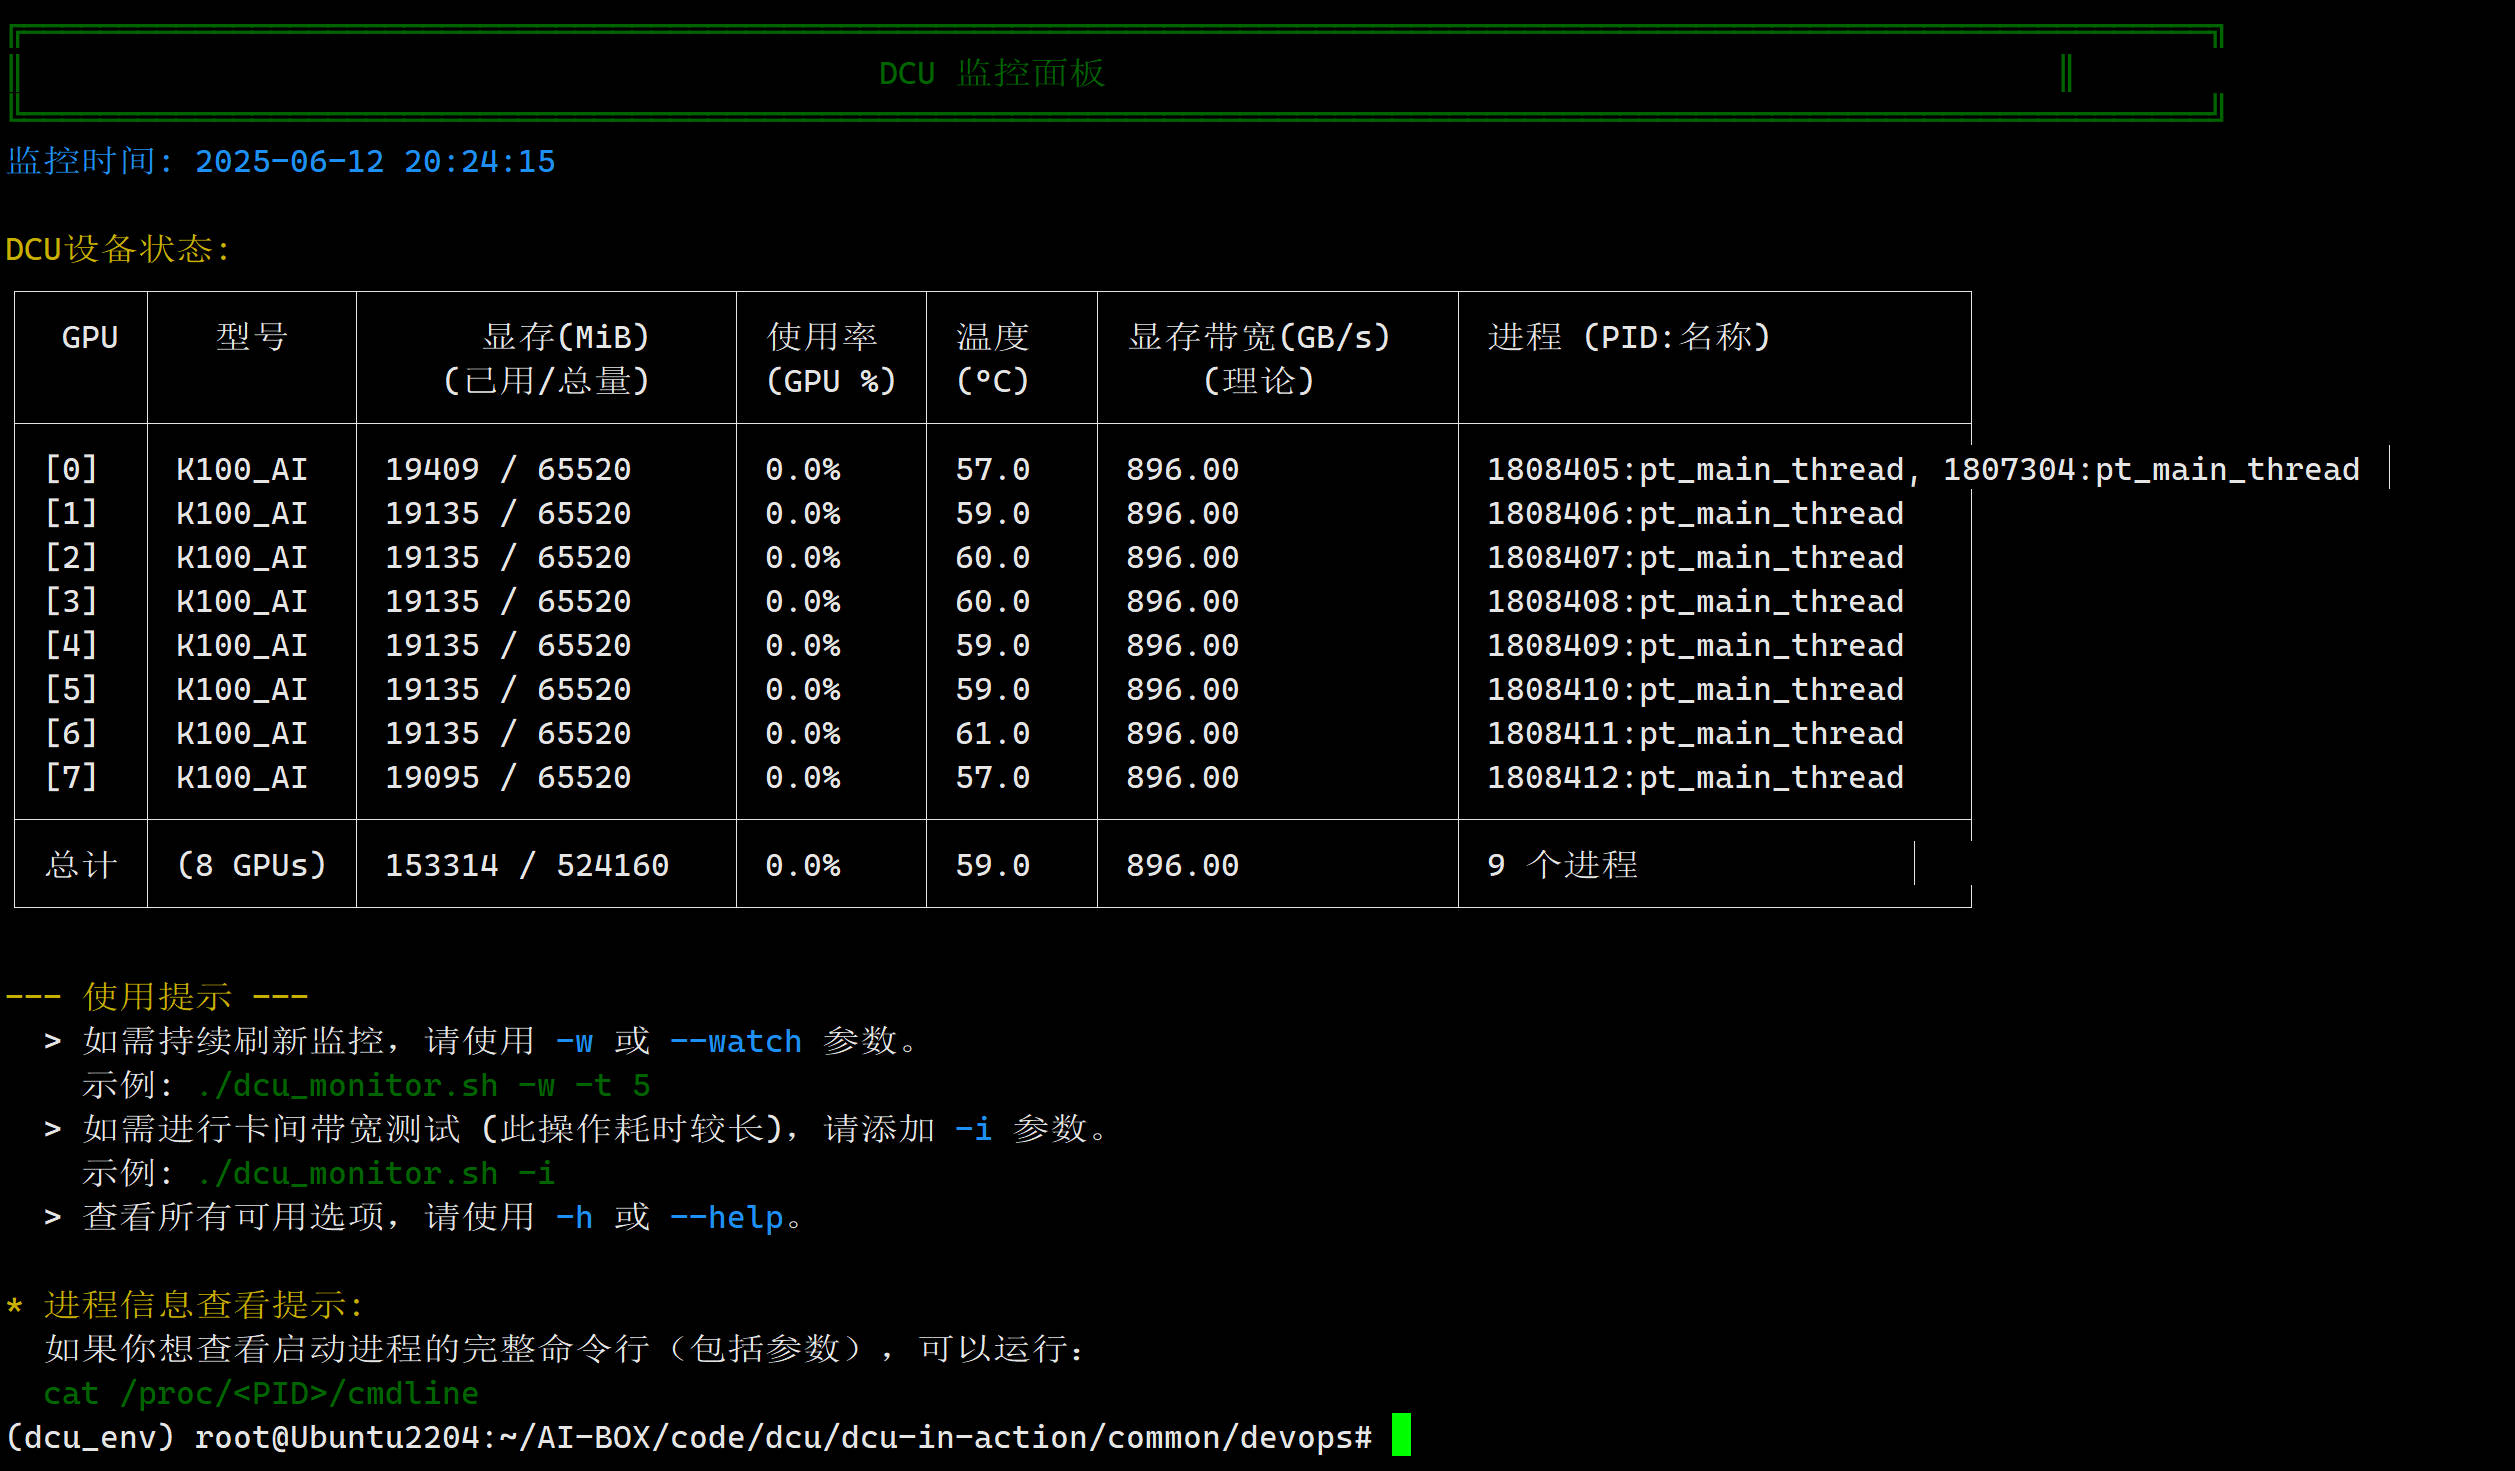 DCU 监控面板
监控时间: 2025-06-12 20:24:15
DCU设备状态:
GPU 型号 显存(MiB) 使用率 温度 显存带宽(GB/s) 进程 (PID:名称)
(已用/总量) (GPU %) (°C) (理论)
[0] K100_AI 19409 / 65520 0.0% 57.0 896.00 1808405:pt_main_thread, 1807304:pt_main_thread
[1] K100_AI 19135 / 65520 0.0% 59.0 896.00 1808406:pt_main_thread
[2] K100_AI 19135 / 65520 0.0% 60.0 896.00 1808407:pt_main_thread
[3] K100_AI 19135 / 65520 0.0% 60.0 896.00 1808408:pt_main_thread
[4] K100_AI 19135 / 65520 0.0% 59.0 896.00 1808409:pt_main_thread
[5] K100_AI 19135 / 65520 0.0% 59.0 896.00 1808410:pt_main_thread
[6] K100_AI 19135 / 65520 0.0% 61.0 896.00 1808411:pt_main_thread
[7] K100_AI 19095 / 65520 0.0% 57.0 896.00 1808412:pt_main_thread
总计 (8 GPUs) 153314 / 524160 0.0% 59.0 896.00 9 个进程
--- 使用提示 ---
> 如需持续刷新监控，请使用 -w 或 --watch 参数。
示例: ./dcu_monitor.sh -w -t 5
> 如需进行卡间带宽测试 (此操作耗时较长)，请添加 -i 参数。
示例: ./dcu_monitor.sh -i
> 查看所有可用选项，请使用 -h 或 --help。
* 进程信息查看提示:
如果你想查看启动进程的完整命令行（包括参数），可以运行:
cat /proc/<PID>/cmdline
(dcu_env) root@Ubuntu2204:~/AI-BOX/code/dcu/dcu-in-action/common/devops#